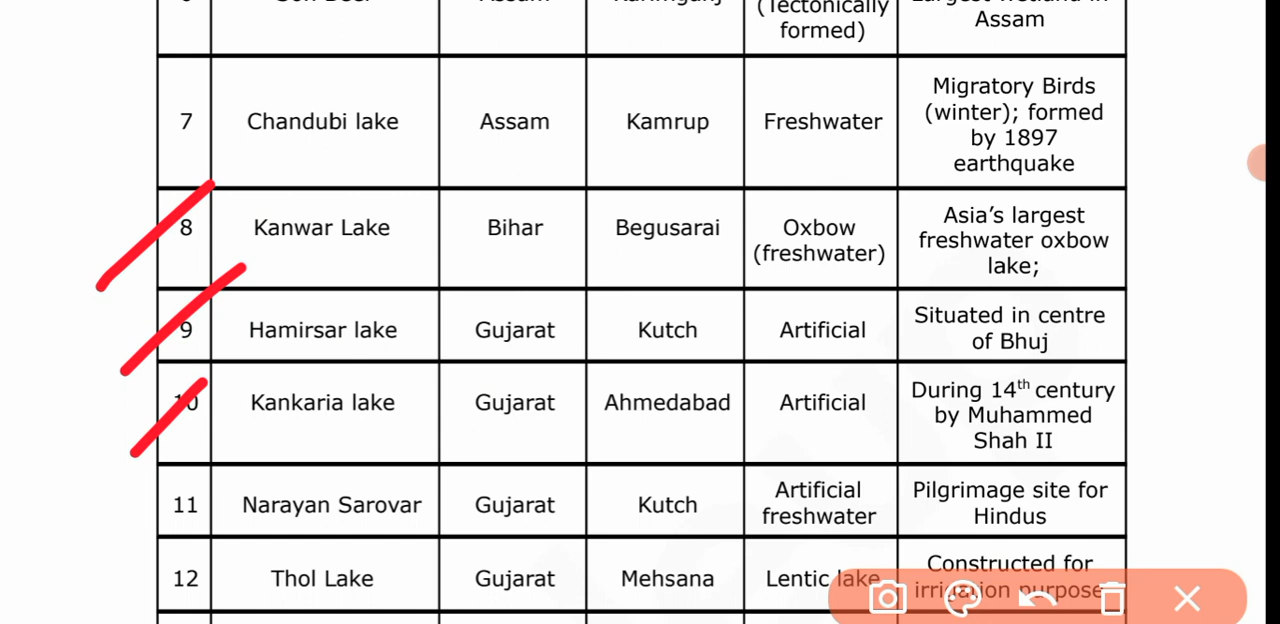 (Tectonically
formed)
Assam
7 Chandubi lake Assam Kamrup Freshwater
Migratory Birds
(winter); formed
by 1897
earthquake
8 Kanwar Lake Bihar Begusarai
Oxbow
(freshwater)
Asia’s largest
freshwater oxbow
lake;
9 Hamirsar lake Gujarat Kutch Artificial
Situated in centre
of Bhuj
10 Kankaria lake Gujarat Ahmedabad Artificial
During 14th century
by Muhammed
Shah II
11 Narayan Sarovar Gujarat Kutch
Artificial
freshwater
Pilgrimage site for
Hindus
12 Thol Lake Gujarat Mehsana Lentic lake
Constructed for
irrigation purpose